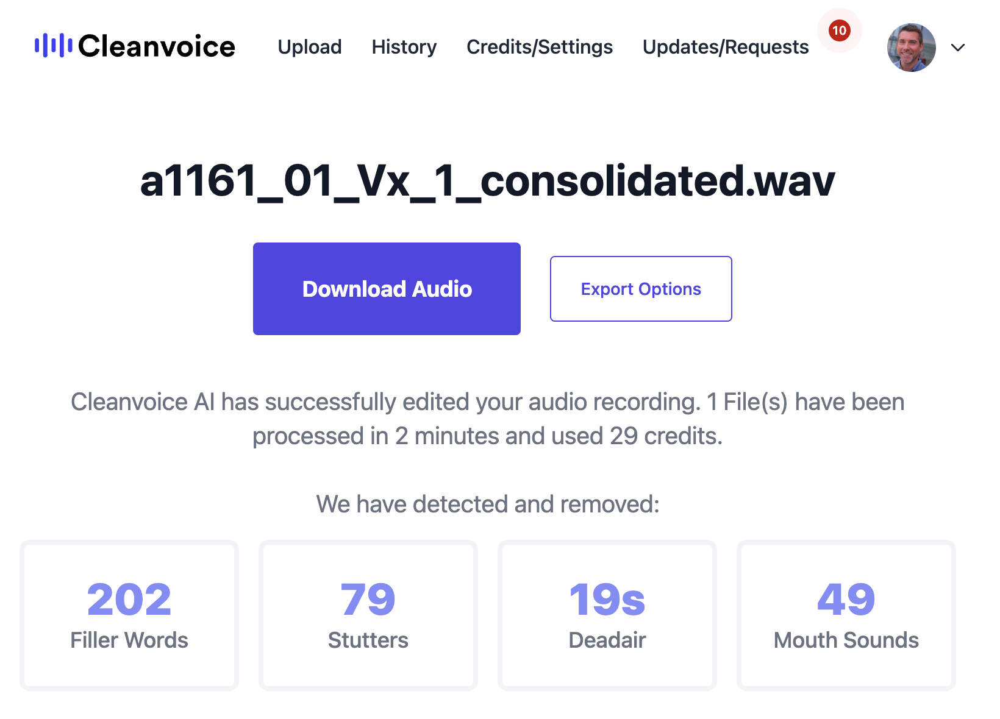 Cleanvoice
Upload
History
Credits/Settings
Updates/Requests
10
a1161_01_Vx_1_consolidated.wav
Download Audio
Export Options
Cleanvoice AI has successfully edited your audio recording. 1 File(s) have been
processed in 2 minutes and used 29 credits.
We have detected and removed:
202
Filler Words
79
Stutters
19s
Deadair
49
Mouth Sounds